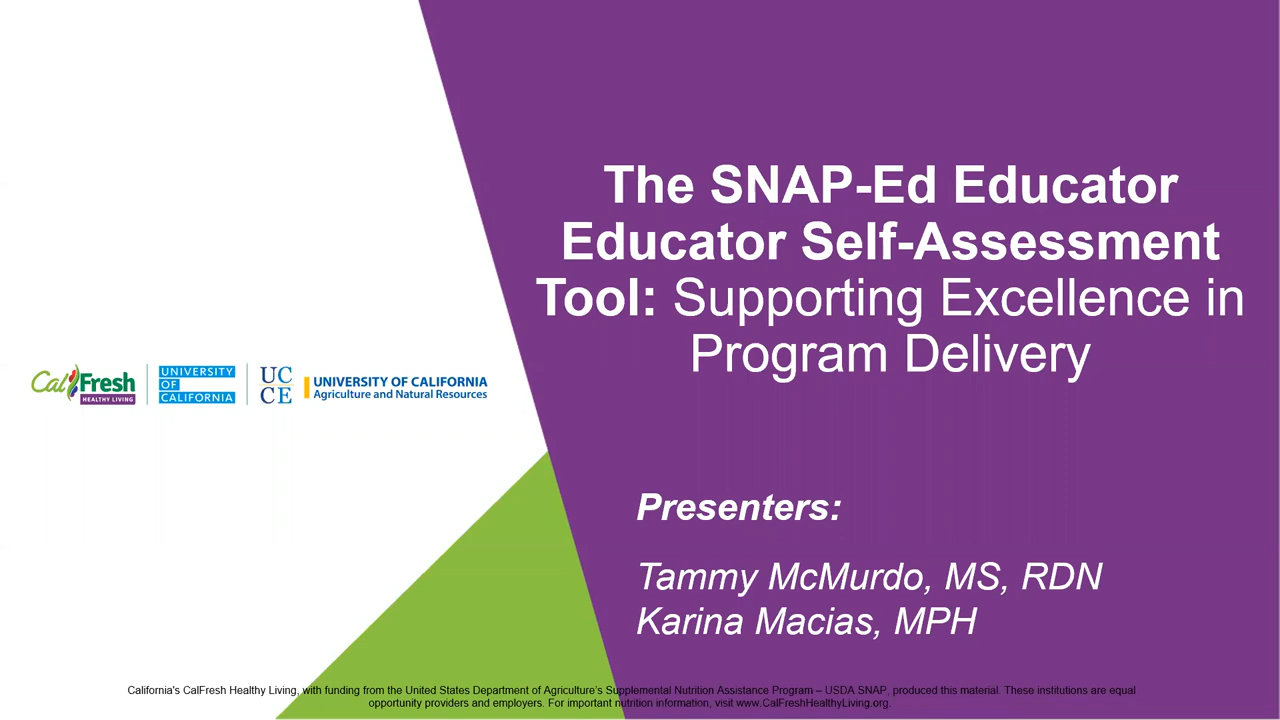 The SNAP-Ed Educator
Educator Self-Assessment
Tool: Supporting Excellence in
Program Delivery
CalFresh
HEALTHY LIVING
UNIVERSITY
OF
CALIFORNIA
UC
CE
UNIVERSITY OF CALIFORNIA
Agriculture and Natural Resources
Presenters:
Tammy McMurdo, MS, RDN
Karina Macias, MPH
California's CalFresh Healthy Living, with funding from the United States Department of Agriculture's Supplemental Nutrition Assistance Program – USDA SNAP, produced this material. These institutions are equal
opportunity providers and employers. For important nutrition information, visit www.CalFreshHealthyLiving.org.